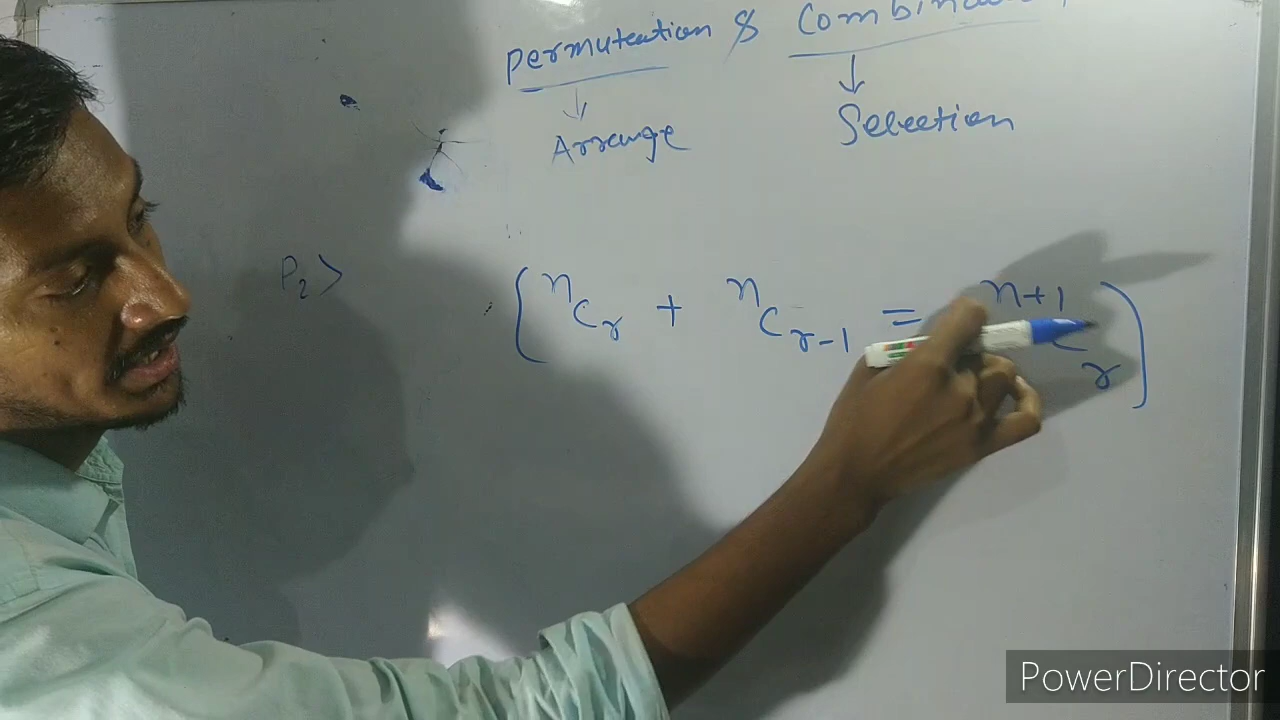 Permutation & Combination
Arrange Selection
P₂> {ⁿCᵣ + ⁿCᵣ₋₁ = ⁿ⁺¹Cᵣ}
PowerDirector